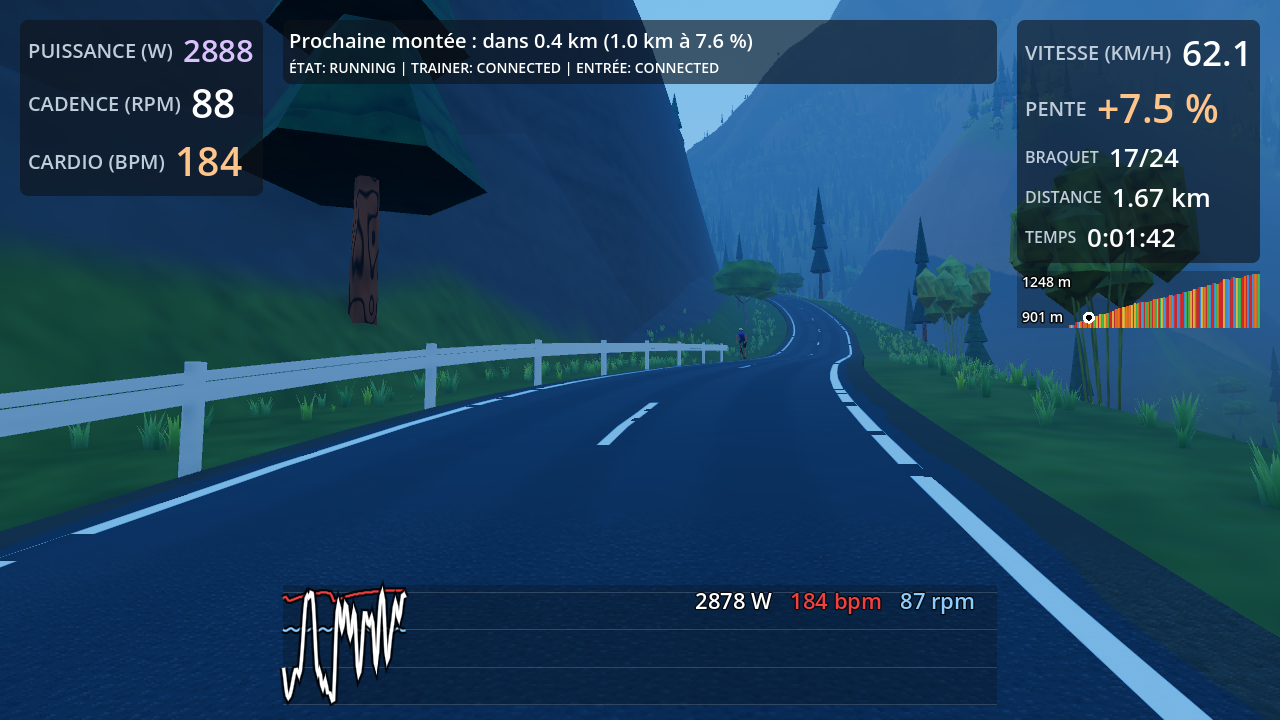 PUISSANCE (W) 2888
CADENCE (RPM) 88
CARDIO (BPM) 184
Prochaine montée : dans 0.4 km (1.0 km à 7.6 %)
ÉTAT: RUNNING | TRAINER: CONNECTED | ENTRÉE: CONNECTED
VITESSE (KM/H) 62.1
PENTE +7.5 %
BRAQUET 17/24
DISTANCE 1.67 km
TEMPS 0:01:42
1248 m
901 m
2878 W 184 bpm 87 rpm